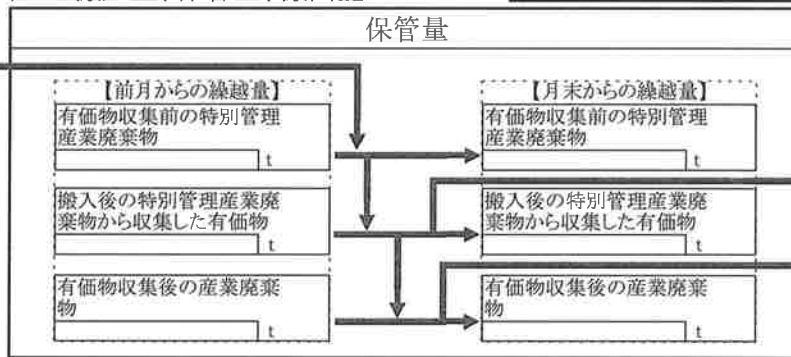 保管量
【前月からの繰越量】
有価物収集前の特別管理
産業廃棄物
t
搬入後の特別管理産業廃
棄物から収集した有価物
t
有価物収集後の産業廃棄
物
t
【月末からの繰越量】
有価物収集前の特別管理
産業廃棄物
t
搬入後の特別管理産業廃
棄物から収集した有価物
t
有価物収集後の産業廃棄
物
t